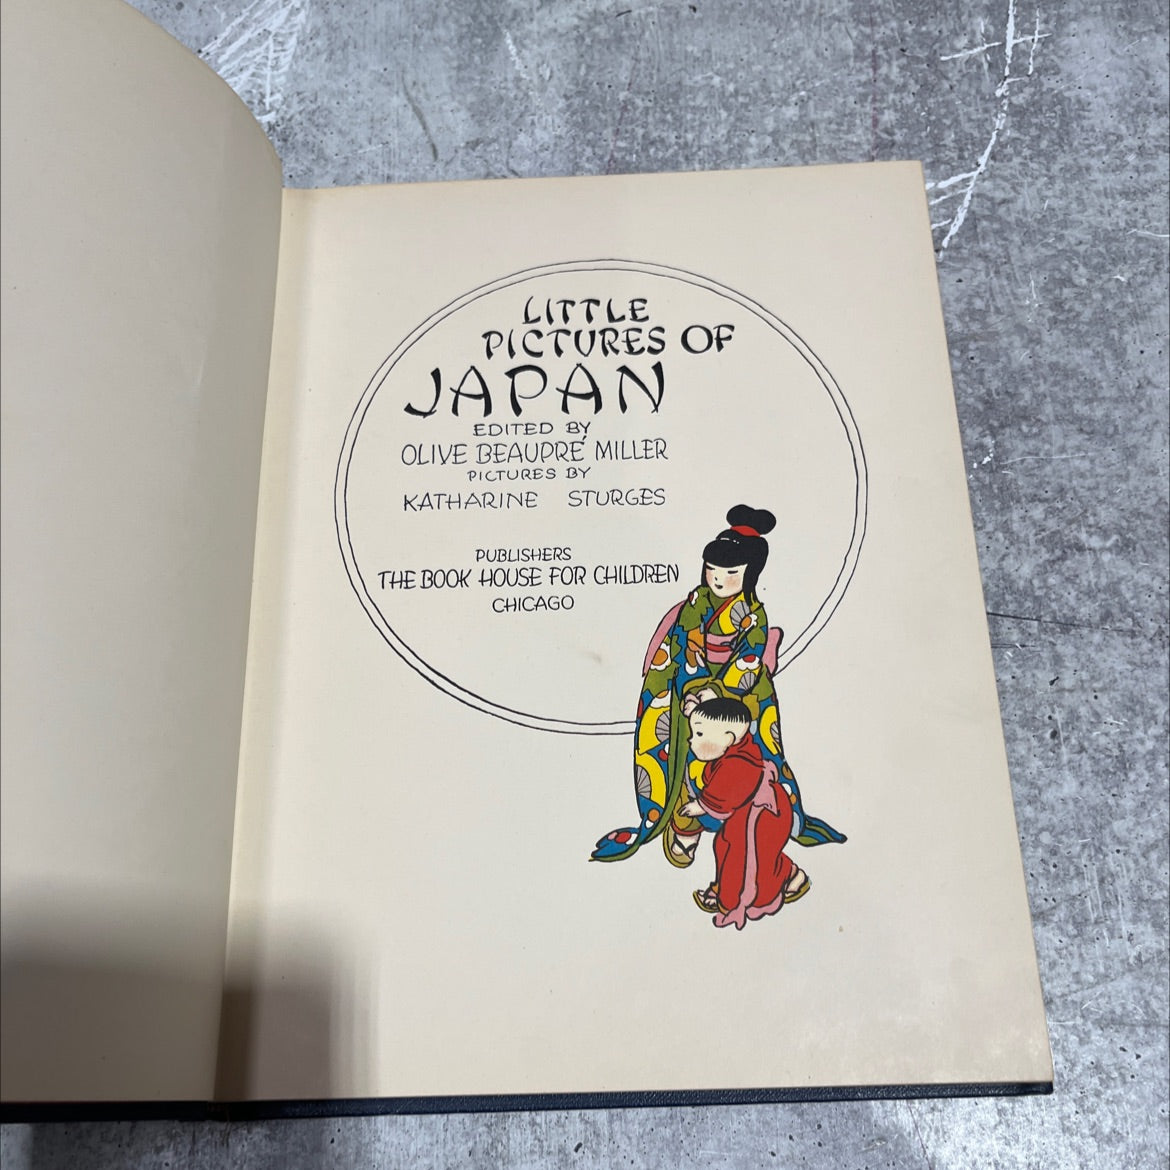 LITTLE
PICTURES OF
JAPAN
EDITED BY
OLIVE BEAUPRÉ MILLER
PICTURES BY
KATHARINE STURGES
PUBLISHERS
THE BOOK HOUSE FOR CHILDREN
CHICAGO